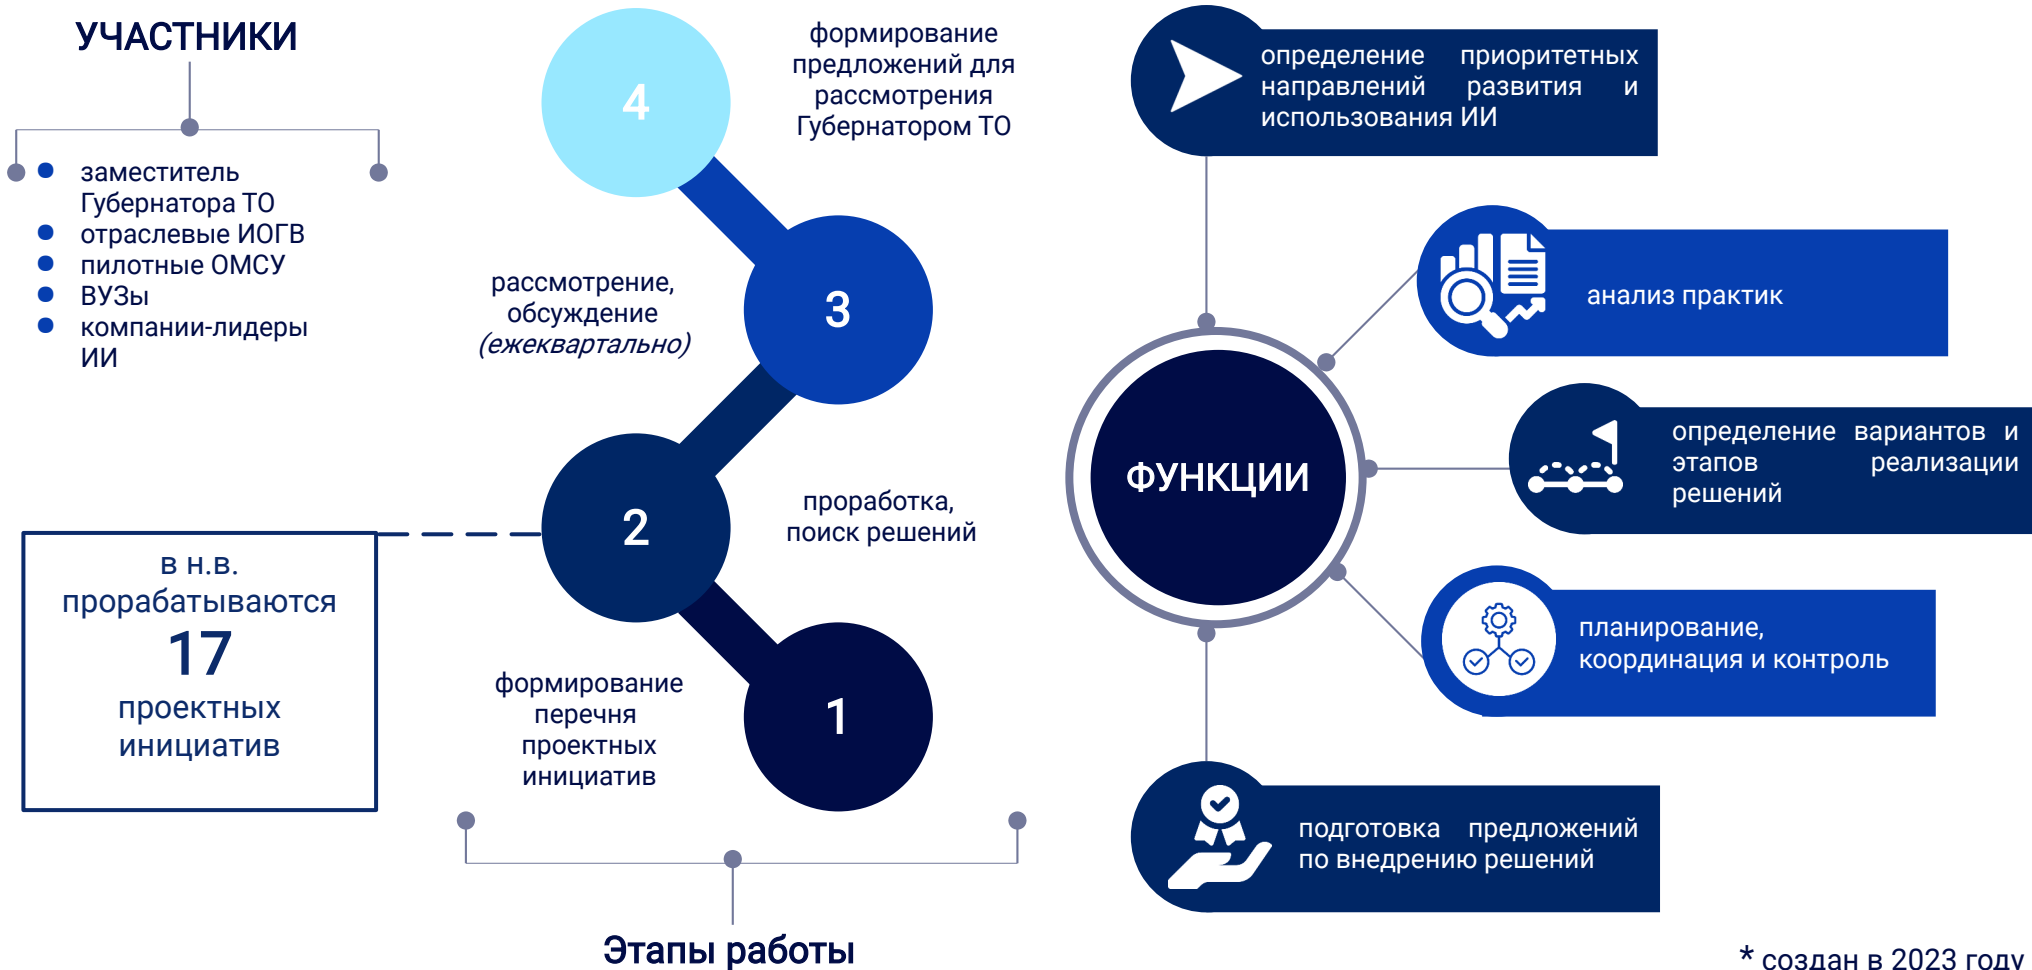 УЧАСТНИКИ
заместитель
Губернатора ТО
отраслевые ИОГВ
пилотные ОМСУ
ВУЗы
компании-лидеры
ИИ
в н.в.
прорабатываются
17
проектных
инициатив
4
формирование
предложений для
рассмотрения
Губернатором ТО
рассмотрение,
обсуждение
(ежеквартально)
3
2
проработка,
поиск решений
формирование
перечня
проектных
инициатив
1
Этапы работы
ФУНКЦИИ
определение приоритетных
направлений развития и
использования ИИ
анализ практик
определение вариантов и
этапов реализации
решений
планирование,
координация и контроль
подготовка предложений
по внедрению решений
* создан в 2023 году